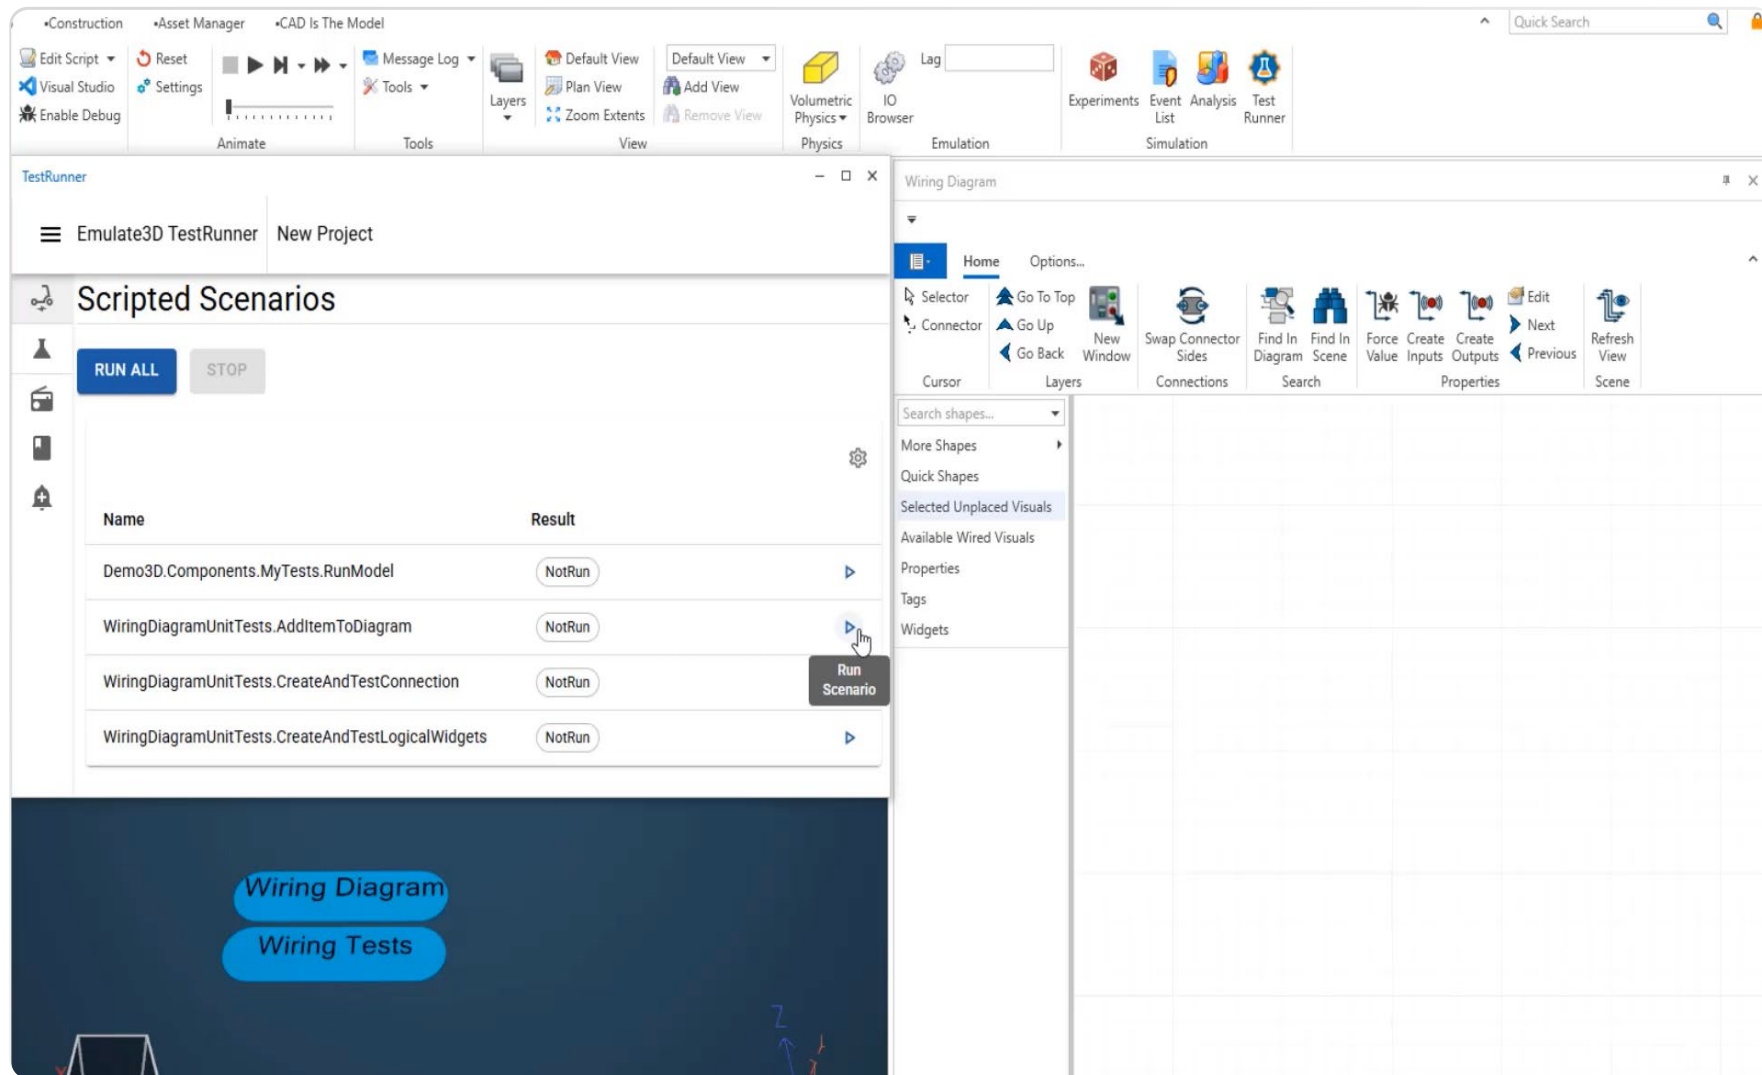 •Construction •Asset Manager •CAD Is The Model
Quick Search
Edit Script Reset Message Log Default View Default View Lag
Visual Studio Settings Tools Plan View Add View
Enable Debug Layers Zoom Extents Remove View Volumetric Physics IO Browser Experiments Event List Analysis Test Runner
Animate Tools View Physics Emulation Simulation
TestRunner
Emulate3D TestRunner New Project
Scripted Scenarios
RUN ALL STOP
Name Result
Demo3D.Components.MyTests.RunModel NotRun
WiringDiagramUnitTests.AddItemToDiagram NotRun
WiringDiagramUnitTests.CreateAndTestConnection NotRun
Run
Scenario
WiringDiagramUnitTests.CreateAndTestLogicalWidgets NotRun
Wiring Diagram
Wiring Tests
Z
Wiring Diagram
Home Options...
Selector Go To Top Edit
Connector Go Up Next
Go Back New Window Swap Connector Sides Find In Diagram Find In Scene Force Value Create Inputs Create Outputs Previous Refresh View
Cursor Layers Connections Search Properties Scene
Search shapes...
More Shapes
Quick Shapes
Selected Unplaced Visuals
Available Wired Visuals
Properties
Tags
Widgets